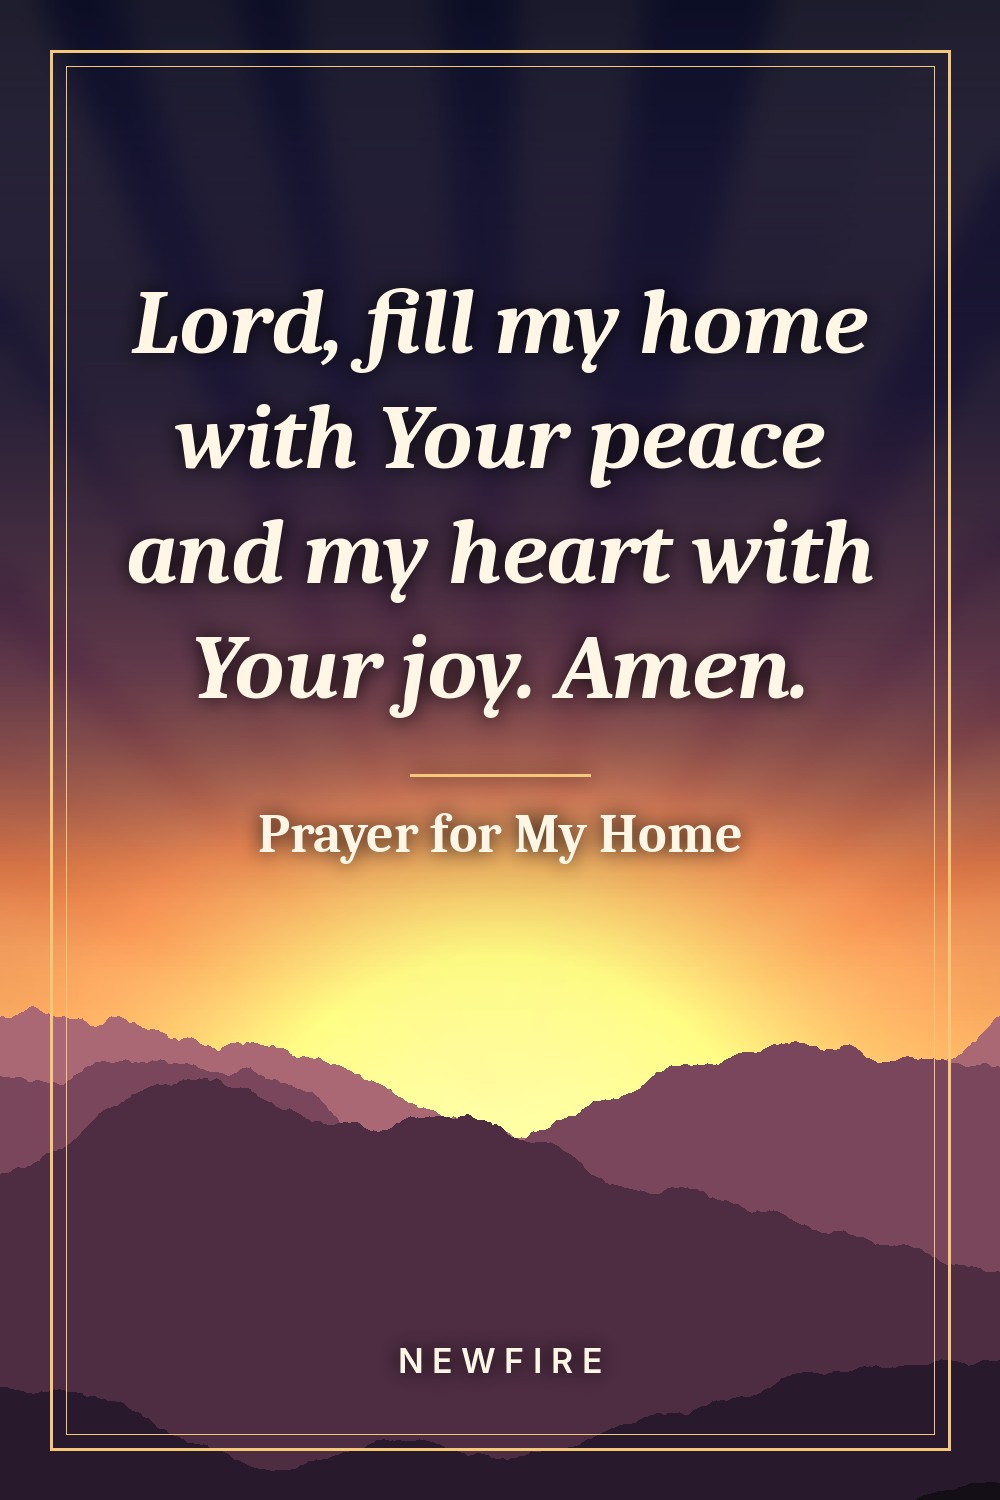 Lord, fill my home
with Your peace
and my heart with
Your joy. Amen.
Prayer for My Home
NEWFIRE